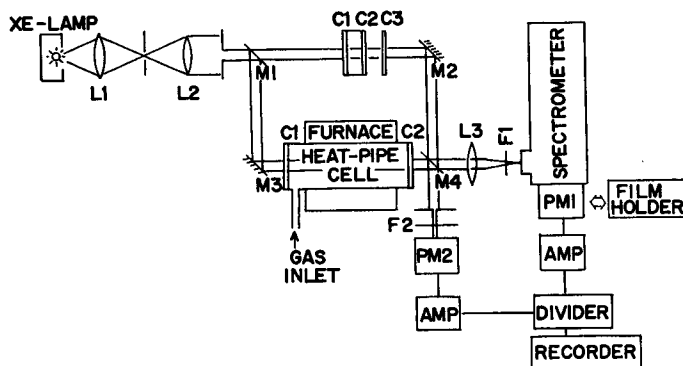 XE-LAMP
L1
L2
M1
C1 C2 C3
M2
C1
FURNACE
C2
HEAT-PIPE
CELL
M3
GAS
INLET
L3
F1
M4
F2
PM2
AMP
SPECTROMETER
PM1
FILM
HOLDER
AMP
DIVIDER
RECORDER